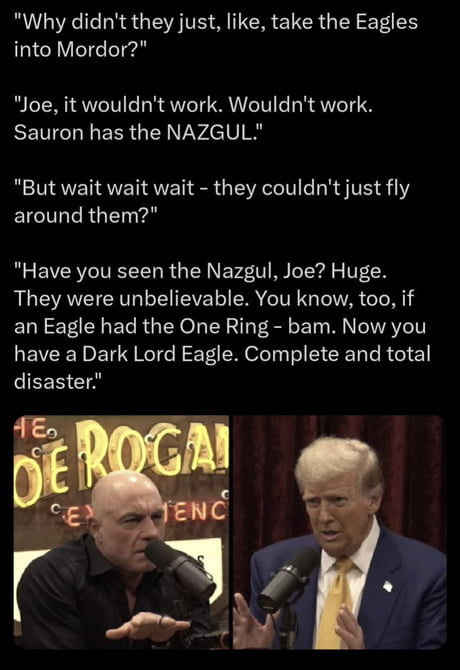 "Why didn't they just, like, take the Eagles
into Mordor?"
"Joe, it wouldn't work. Wouldn't work.
Sauron has the NAZGUL."
"But wait wait wait - they couldn't just fly
around them?"
"Have you seen the Nazgul, Joe? Huge.
They were unbelievable. You know, too, if
an Eagle had the One Ring - bam. Now you
have a Dark Lord Eagle. Complete and total
disaster."
HE
OE ROGA
E
ENC